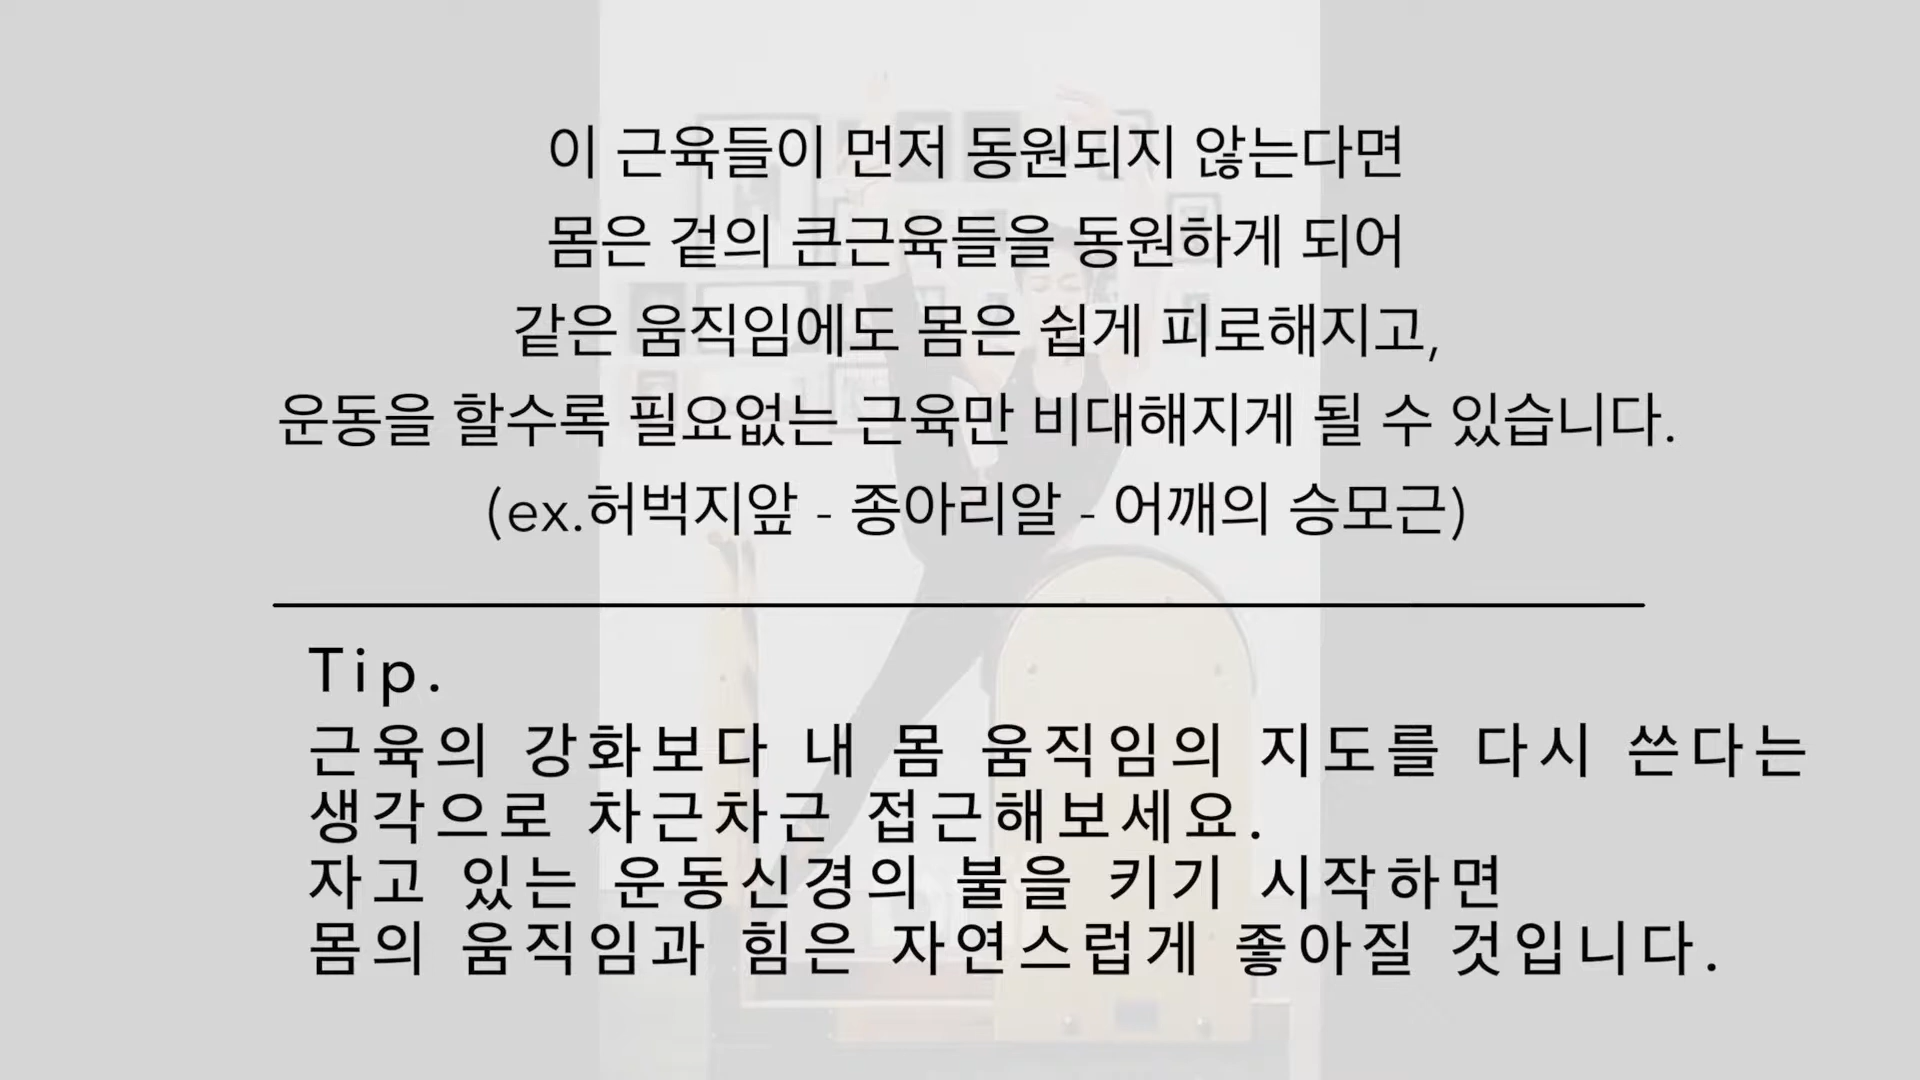 이 근육들이 먼저 동원되지 않는다면
몸은 겉의 큰근육들을 동원하게 되어
같은 움직임에도 몸은 쉽게 피로해지고,
운동을 할수록 필요없는 근육만 비대해지게 될 수 있습니다.
(ex.허벅지앞 - 종아리알 - 어깨의 승모근)
Tip.
근육의 강화보다 내 몸 움직임의 지도를 다시 쓴다는
생각으로 차근차근 접근해보세요.
자고 있는 운동신경의 불을 키기 시작하면
몸의 움직임과 힘은 자연스럽게 좋아질 것입니다.